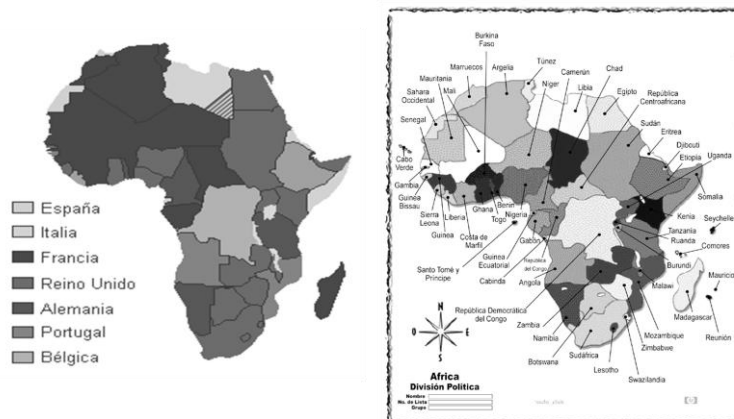 España
Italia
Francia
Reino Unido
Alemania
Portugal
Bélgica
Burkina
Faso
Marruecos
Argelia
Túnez
Camerún
Chad
Mauritania
Mali
Níger
Libia
Egipto
República
Centroafricana
Sahara
Occidental
Sudán
Senegal
Eritrea
Djibouti
Etiopia
Uganda
Cabo
Verde
Gambia
Guinea
Bissau
Sierra
Leona
Guinea
Liberia
Costa de
Marfil
Ghana
Togo
Benin
Nigeria
Somalia
Kenia
Seychelle
Tanzania
Ruanda
Comores
Gabón
Guinea
Ecuatorial
Santo Tomé y
Principe
República
del Congo
Cabinda
Burundi
Malawi
Mauricio
Angola
República Democrática
del Congo
Zambia
Mozambique
Madagascar
Reunión
Namibia
Zimbabwe
Botswana
Sudáfrica
Lesotho
Swazilandia
N
O
E
S
Africa
División Política
Nombre
No. de Lista
Grupo